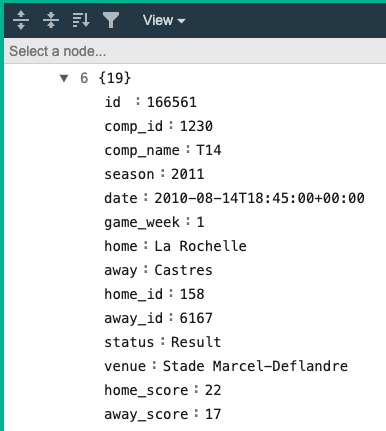 View
Select a node...
6 {19}
id : 166561
comp_id : 1230
comp_name : T14
season : 2011
date : 2010-08-14T18:45:00+00:00
game_week : 1
home : La Rochelle
away : Castres
home_id : 158
away_id : 6167
status : Result
venue : Stade Marcel-Deflandre
home_score : 22
away_score : 17